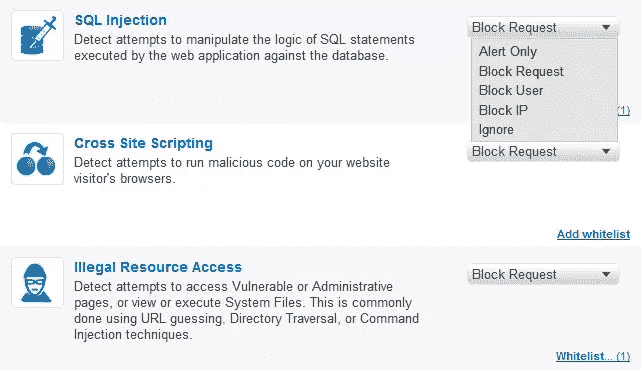 SQL Injection
Block Request
Detect attempts to manipulate the logic of SQL statements
executed by the web application against the database.
Alert Only
Block Request
Block User
Block IP
Ignore
(1)
Cross Site Scripting
Block Request
Detect attempts to run malicious code on your website
visitor's browsers.
Add whitelist
Illegal Resource Access
Block Request
Detect attempts to access Vulnerable or Administrative
pages, or view or execute System Files. This is commonly
done using URL guessing, Directory Traversal, or Command
Injection techniques.
Whitelist... (1)